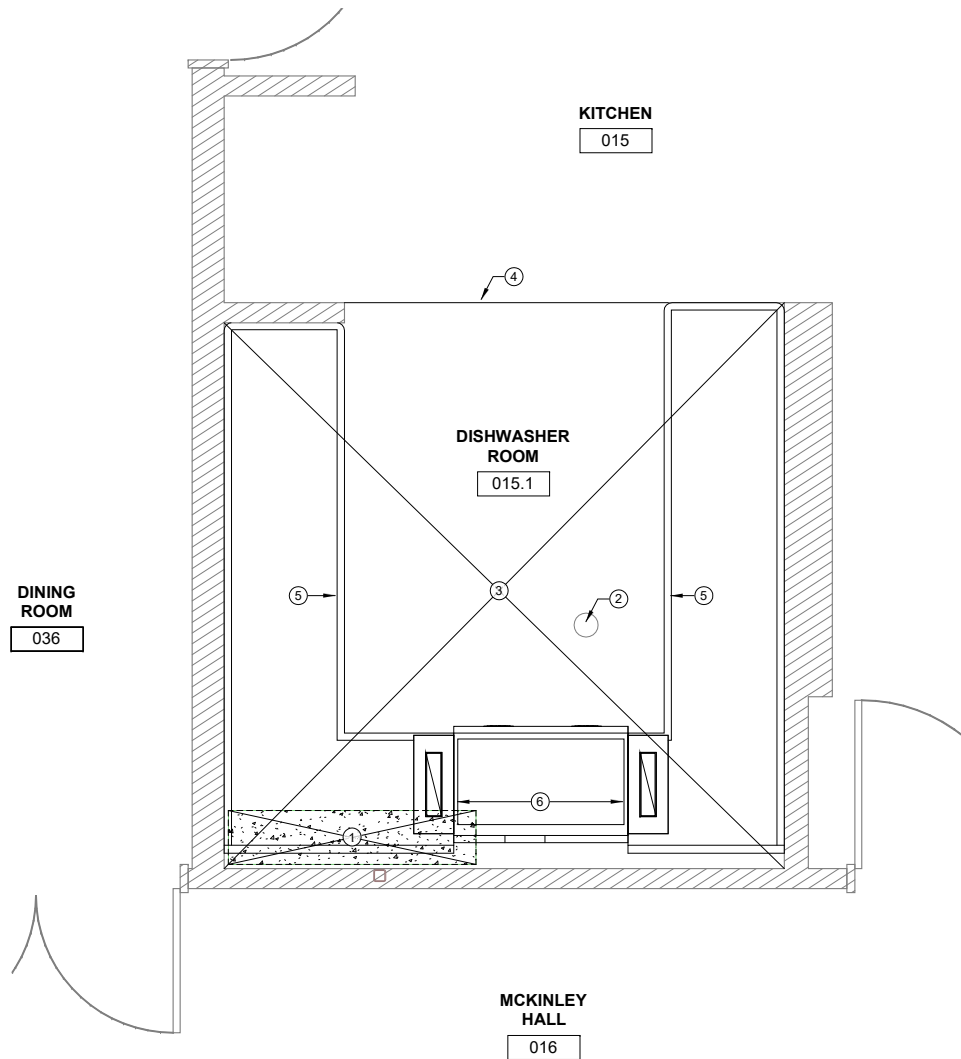 KITCHEN
015
4
DISHWASHER
ROOM
015.1
DINING
ROOM
036
5
3
2
5
6
1
MCKINLEY
HALL
016